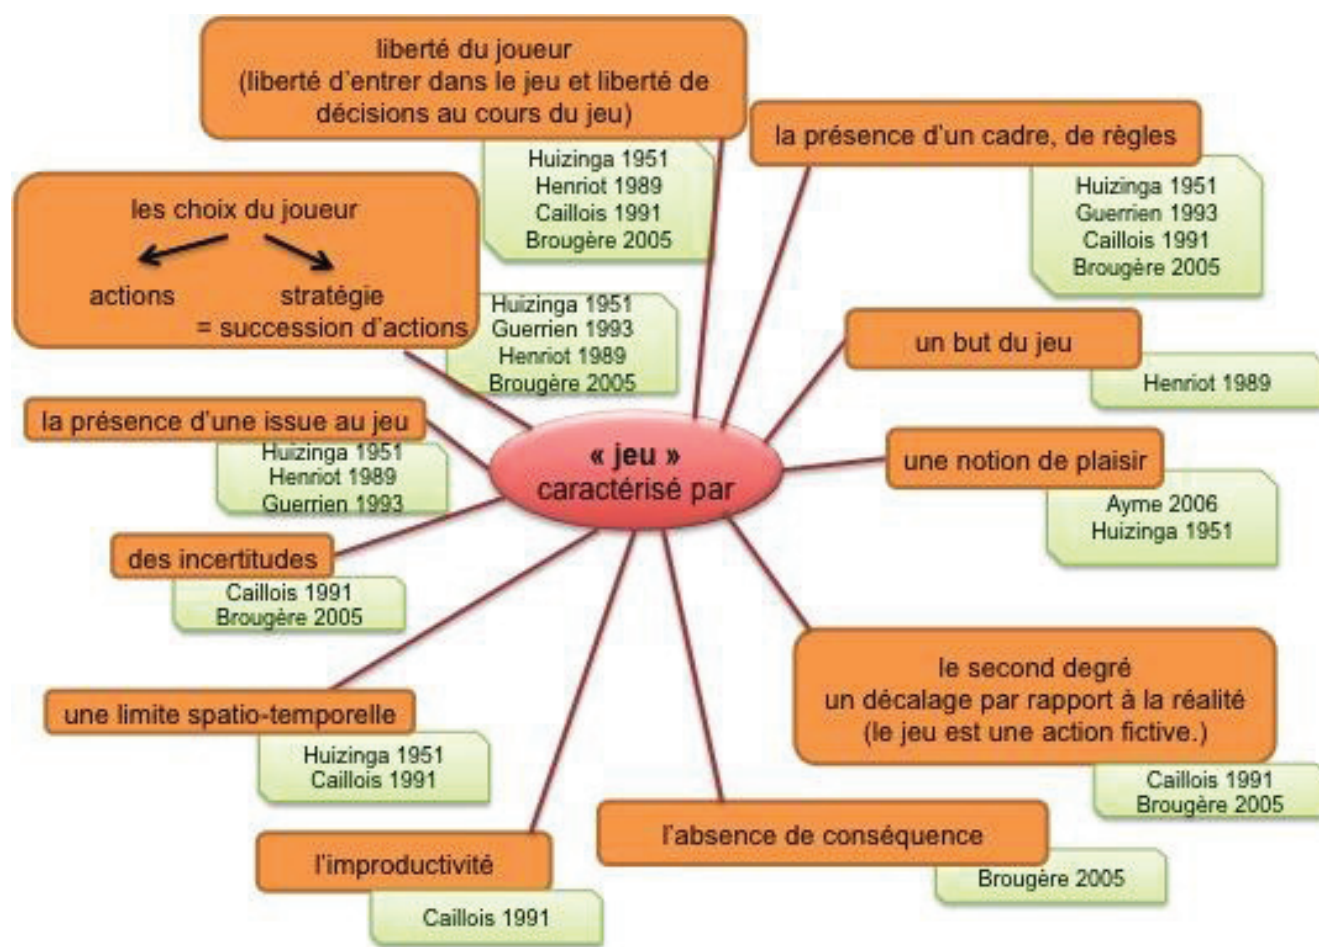 liberté du joueur
(liberté d'entrer dans le jeu et liberté de
décisions au cours du jeu)
Huizinga 1951
Henriot 1989
Caillois 1991
Brougère 2005
la présence d'un cadre, de règles
Huizinga 1951
Guerrien 1993
Caillois 1991
Brougère 2005
les choix du joueur
actions
stratégie
= succession d'actions
Huizinga 1951
Guerrien 1993
Henriot 1989
Brougère 2005
un but du jeu
Henriot 1989
la présence d'une issue au jeu
Huizinga 1951
Henriot 1989
Guerrien 1993
« jeu »
caractérisé par
une notion de plaisir
Ayme 2006
Huizinga 1951
des incertitudes
Caillois 1991
Brougère 2005
le second degré
un décalage par rapport à la réalité
(le jeu est une action fictive.)
Caillois 1991
Brougère 2005
une limite spatio-temporelle
Huizinga 1951
Caillois 1991
l'absence de conséquence
Brougère 2005
l'improductivité
Caillois 1991